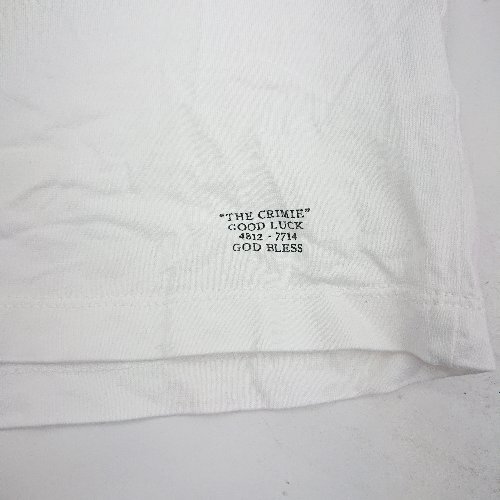 "THE CRIMIE"
GOOD LUCK
4812 - 7714
GOD BLESS